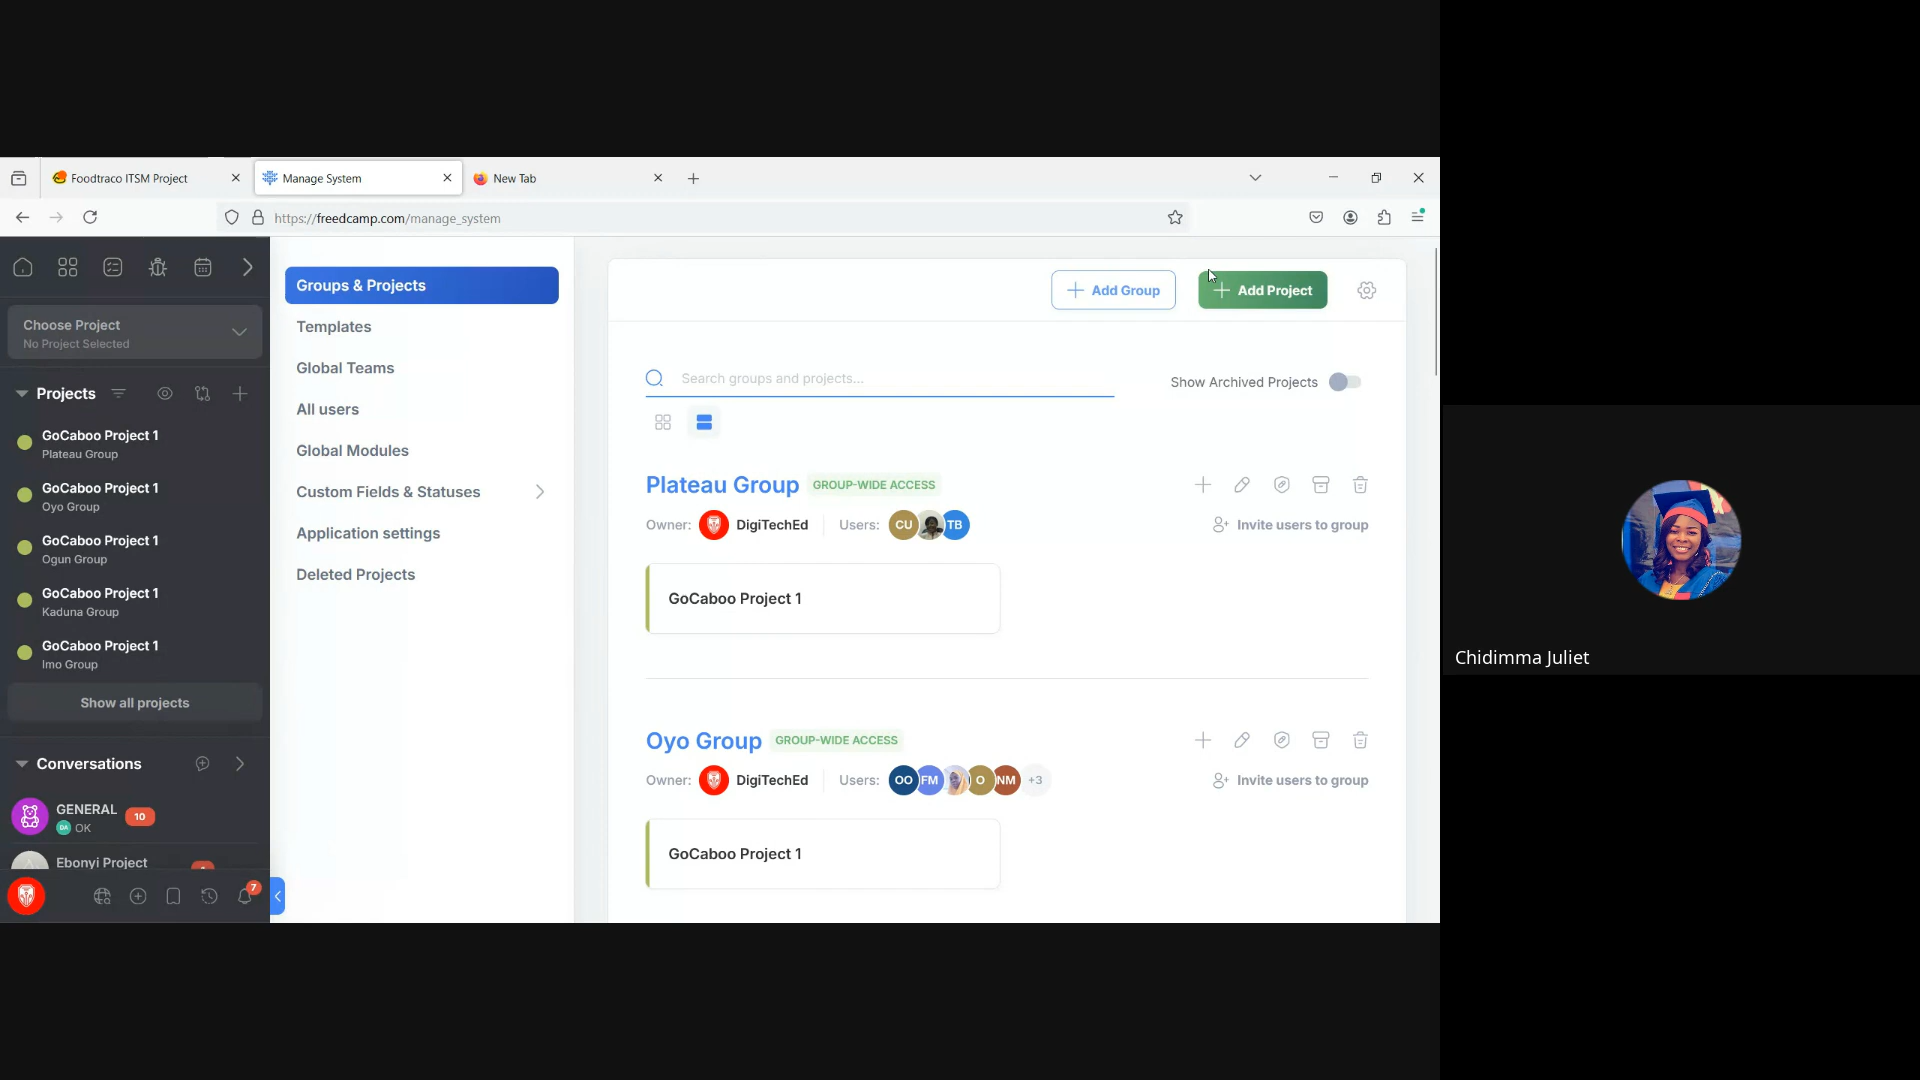 Foodtraco ITSM Project
Manage System
New Tab
https://freedcamp.com/manage_system
Choose Project
No Project Selected
Projects
GoCaboo Project 1
Plateau Group
GoCaboo Project 1
Oyo Group
GoCaboo Project 1
Ogun Group
GoCaboo Project 1
Kaduna Group
GoCaboo Project 1
Imo Group
Show all projects
Conversations
GENERAL
10
DA OK
Ebonyi Project
7
Groups & Projects
Templates
Global Teams
All users
Global Modules
Custom Fields & Statuses
Application settings
Deleted Projects
Add Group
Add Project
Search groups and projects...
Show Archived Projects
Plateau Group GROUP-WIDE ACCESS
Owner: DigiTechEd Users: CU TB
Invite users to group
GoCaboo Project 1
Oyo Group GROUP-WIDE ACCESS
Owner: DigiTechEd Users: OO FM O NM +3
Invite users to group
GoCaboo Project 1
Chidimma Juliet